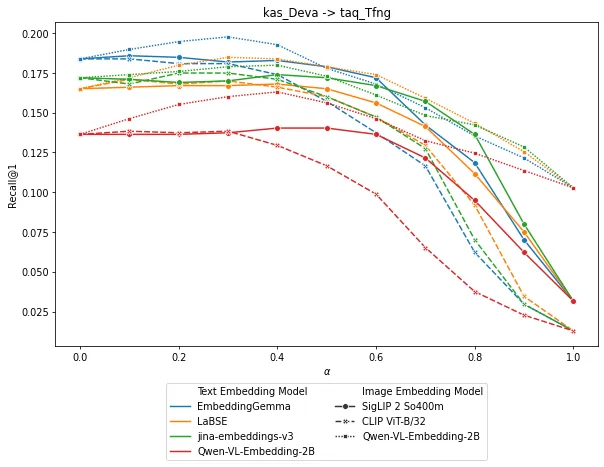 kas_Deva -> taq_Tfng
0.200
0.175
0.150
0.125
0.100
0.075
0.050
0.025
Recall@1
0.0 0.2 0.4 0.6 0.8 1.0
α
Text Embedding Model
EmbeddingGemma
LaBSE
jina-embeddings-v3
Qwen-VL-Embedding-2B
Image Embedding Model
SigLIP 2 So400m
CLIP ViT-B/32
Qwen-VL-Embedding-2B